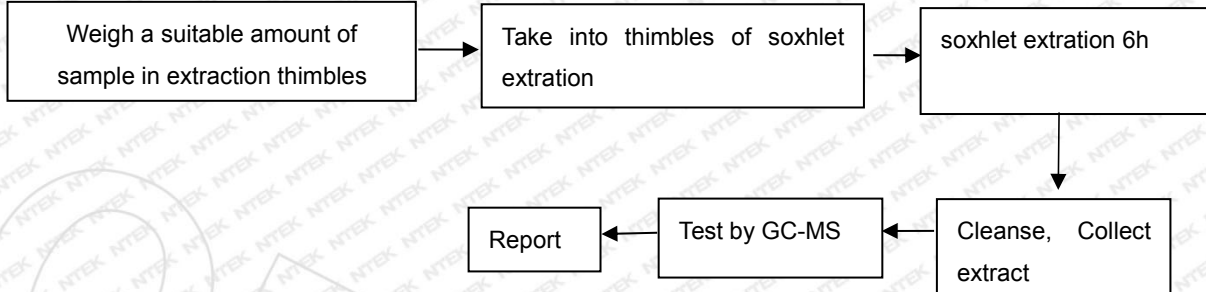 Weigh a suitable amount of
sample in extraction thimbles
Take into thimbles of soxhlet
extration
soxhlet extration 6h
Cleanse, Collect
extract
Test by GC-MS
Report